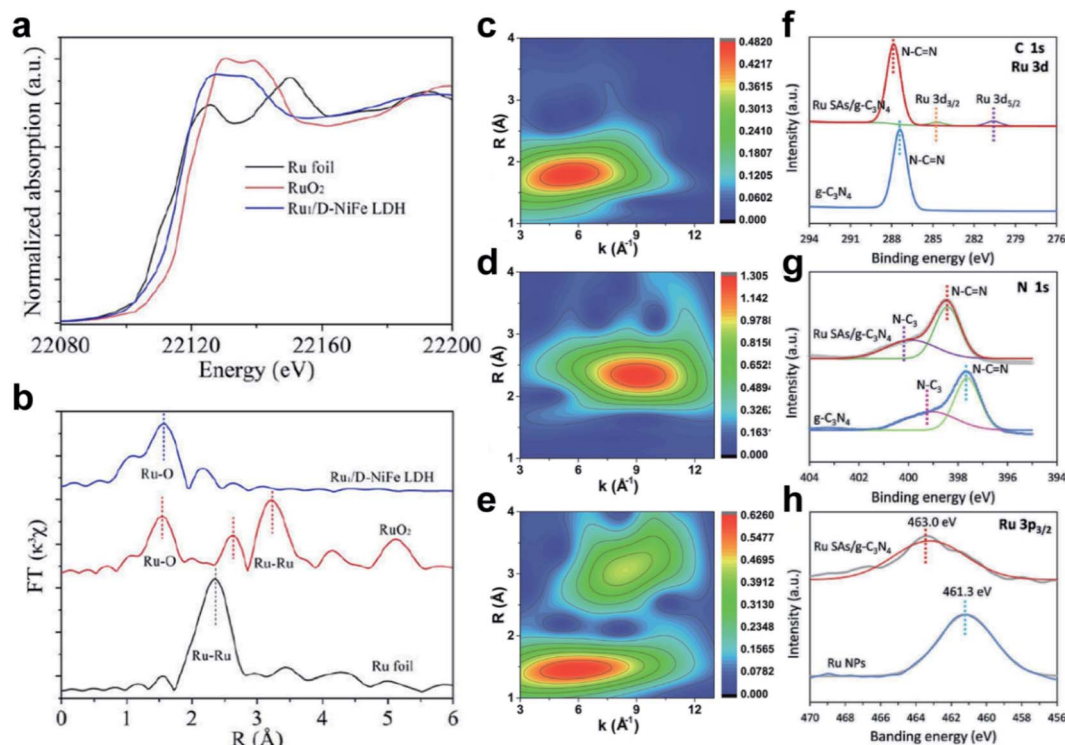 a
Normalized absorption (a.u.)
Ru foil
RuO₂
Ru₁/D-NiFe LDH
22080 22120 22160 22200
Energy (eV)
b
FT (κ³χ)
Ru-O
Ru₁/D-NiFe LDH
Ru-O
Ru-Ru
RuO₂
Ru-Ru
Ru foil
0 1 2 3 4 5 6
R (Å)
c
R (Å)
4
3
2
1
3 6 9 12
k (Å⁻¹)
0.4820
0.4217
0.3615
0.3013
0.2410
0.1807
0.1205
0.0602
0.000
d
R (Å)
4
3
2
1
3 6 9 12
k (Å⁻¹)
1.305
1.142
0.9788
0.8157
0.6525
0.4894
0.3263
0.1631
0.000
e
R (Å)
4
3
2
1
3 6 9 12
k (Å⁻¹)
0.6260
0.5477
0.4695
0.3912
0.3130
0.2348
0.1565
0.0782
0.000
f
C 1s
Ru 3d
N-C=N
Ru SAs/g-C₃N₄
Ru 3d₃/₂
Ru 3d₅/₂
N-C=N
g-C₃N₄
Intensity (a.u.)
294 291 288 285 282 279 276
Binding energy (eV)
g
N 1s
N-C=N
N-C₃
Ru SAs/g-C₃N₄
N-C=N
N-C₃
g-C₃N₄
Intensity (a.u.)
404 402 400 398 396 394
Binding energy (eV)
h
Ru 3p₃/₂
463.0 eV
Ru SAs/g-C₃N₄
461.3 eV
Ru NPs
Intensity (a.u.)
470 468 466 464 462 460 458 456
Banding energy (eV)